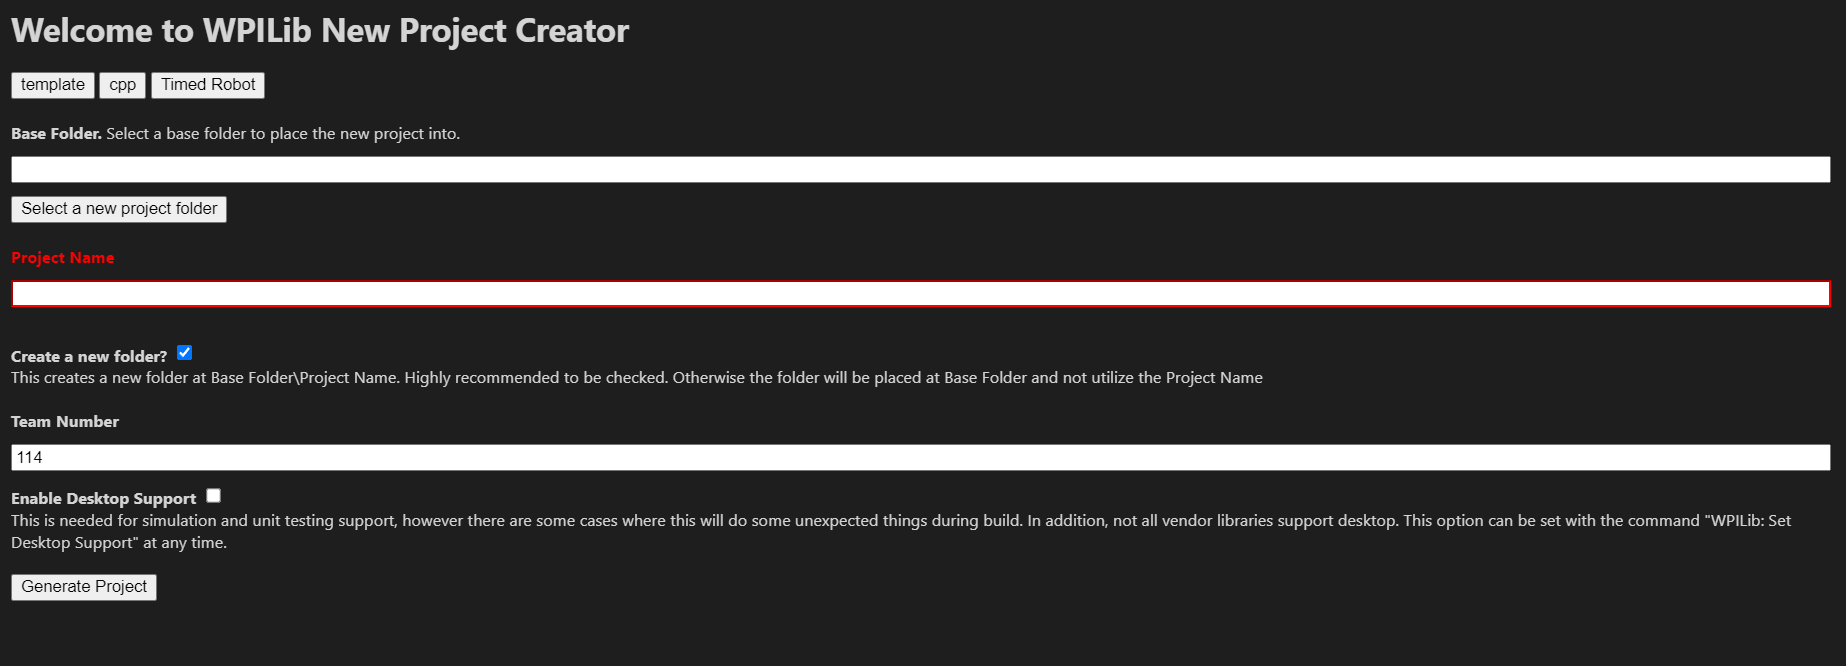 Welcome to WPILib New Project Creator
template cpp Timed Robot
Base Folder. Select a base folder to place the new project into.
Select a new project folder
Project Name
Create a new folder?
This creates a new folder at Base Folder\Project Name. Highly recommended to be checked. Otherwise the folder will be placed at Base Folder and not utilize the Project Name
Team Number
114
Enable Desktop Support
This is needed for simulation and unit testing support, however there are some cases where this will do some unexpected things during build. In addition, not all vendor libraries support desktop. This option can be set with the command "WPILib: Set
Desktop Support" at any time.
Generate Project